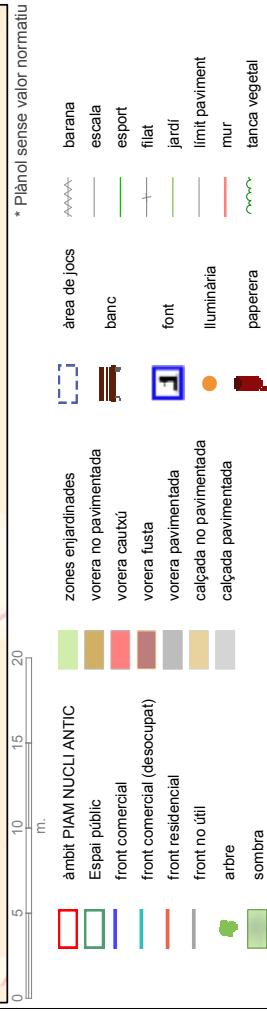 * Plànol sense valor normatiu
0 5 10 15 20
m.
àmbit PIAM NUCLI ANTIC
Espai públic
front comercial
front comercial (desocupat)
front residencial
front no útil
arbre
sombra
zones enjardinades
vorera no pavimentada
vorera cautxú
vorera fusta
vorera pavimentada
calçada no pavimentada
calçada pavimentada
àrea de jocs
banc
font
lluminària
paperera
barana
escala
esport
filat
jardí
límit paviment
mur
tanca vegetal